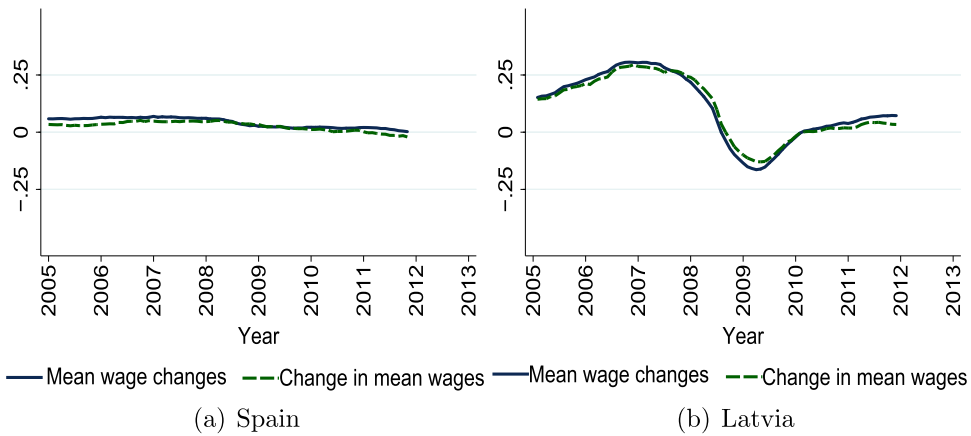 .25
0
−.25
2005 2006 2007 2008 2009 2010 2011 2012 2013
Year
Mean wage changes Change in mean wages
(a) Spain
.25
0
−.25
2005 2006 2007 2008 2009 2010 2011 2012 2013
Year
Mean wage changes Change in mean wages
(b) Latvia